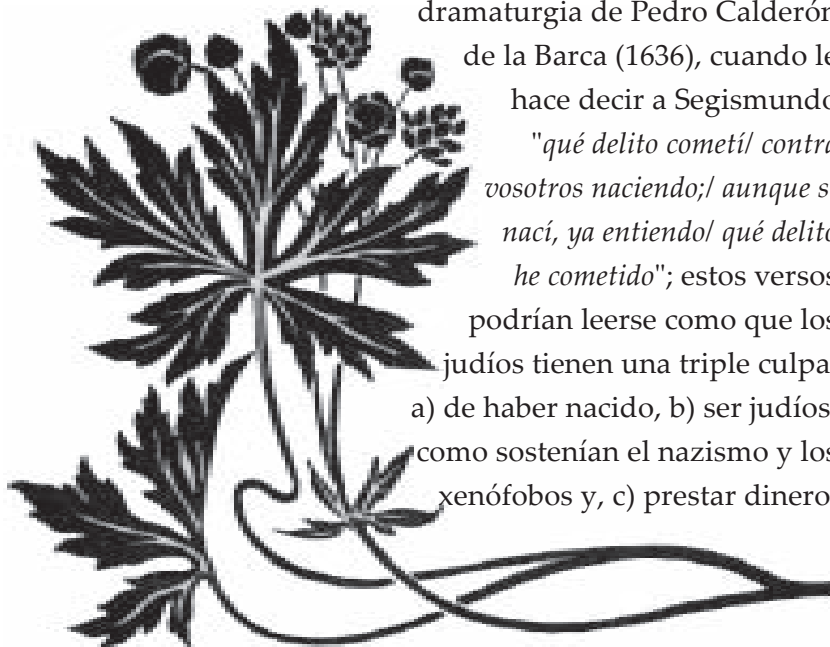 dramaturgia de Pedro Calderón
de la Barca (1636), cuando le
hace decir a Segismundo
"qué delito cometí/ contra
vosotros naciendo;/ aunque s
nací, ya entiendo/ qué delito
he cometido"; estos versos
podrían leerse como que los
judíos tienen una triple culpa
a) de haber nacido, b) ser judíos
como sostenían el nazismo y los
xenófobos y, c) prestar dinero